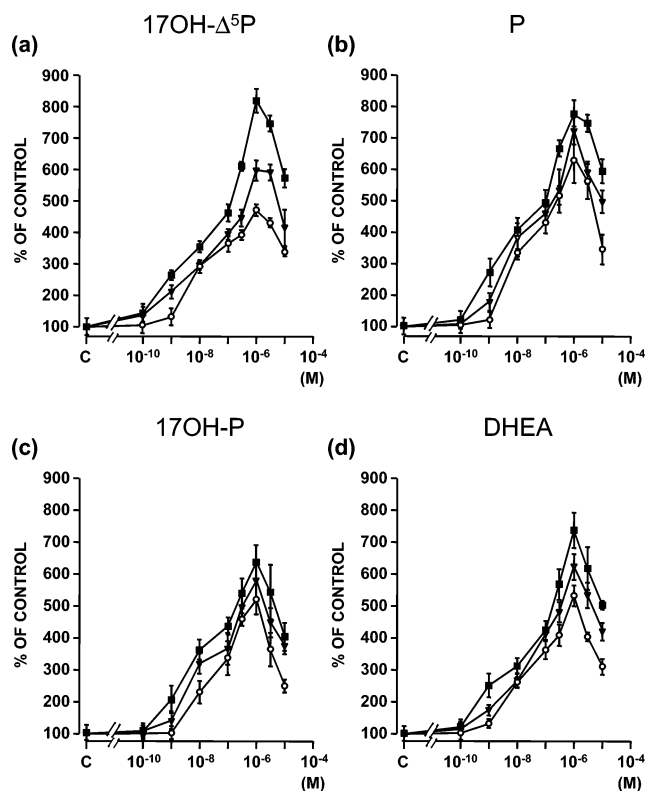 17OH-Δ⁵P
(a)
900
800
700
600
500
400
300
200
100
% OF CONTROL
C 10⁻¹⁰ 10⁻⁸ 10⁻⁶ 10⁻⁴
(M)
P
(b)
900
800
700
600
500
400
300
200
100
% OF CONTROL
C 10⁻¹⁰ 10⁻⁸ 10⁻⁶ 10⁻⁴
(M)
17OH-P
(c)
900
800
700
600
500
400
300
200
100
% OF CONTROL
C 10⁻¹⁰ 10⁻⁸ 10⁻⁶ 10⁻⁴
(M)
DHEA
(d)
900
800
700
600
500
400
300
200
100
% OF CONTROL
C 10⁻¹⁰ 10⁻⁸ 10⁻⁶ 10⁻⁴
(M)